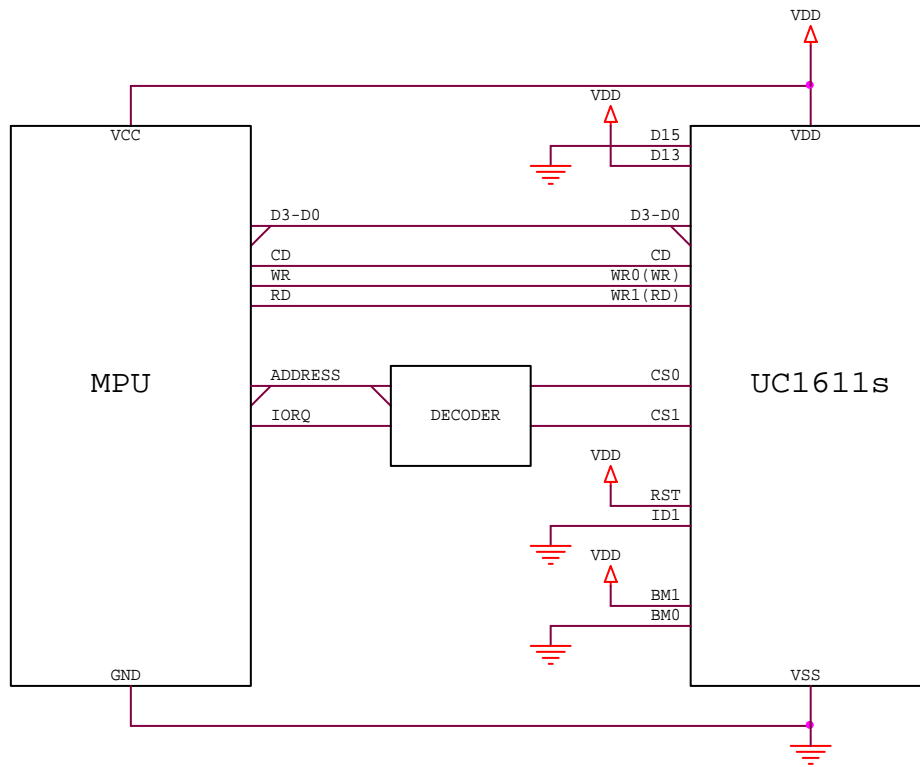 VDD
VDD
VCC
VDD
D15
D13
D3-D0
D3-D0
CD
CD
WR
WR0(WR)
RD
WR1(RD)
MPU
ADDRESS
CS0
UC1611s
IORQ
DECODER
CS1
VDD
RST
ID1
VDD
BM1
BM0
GND
VSS